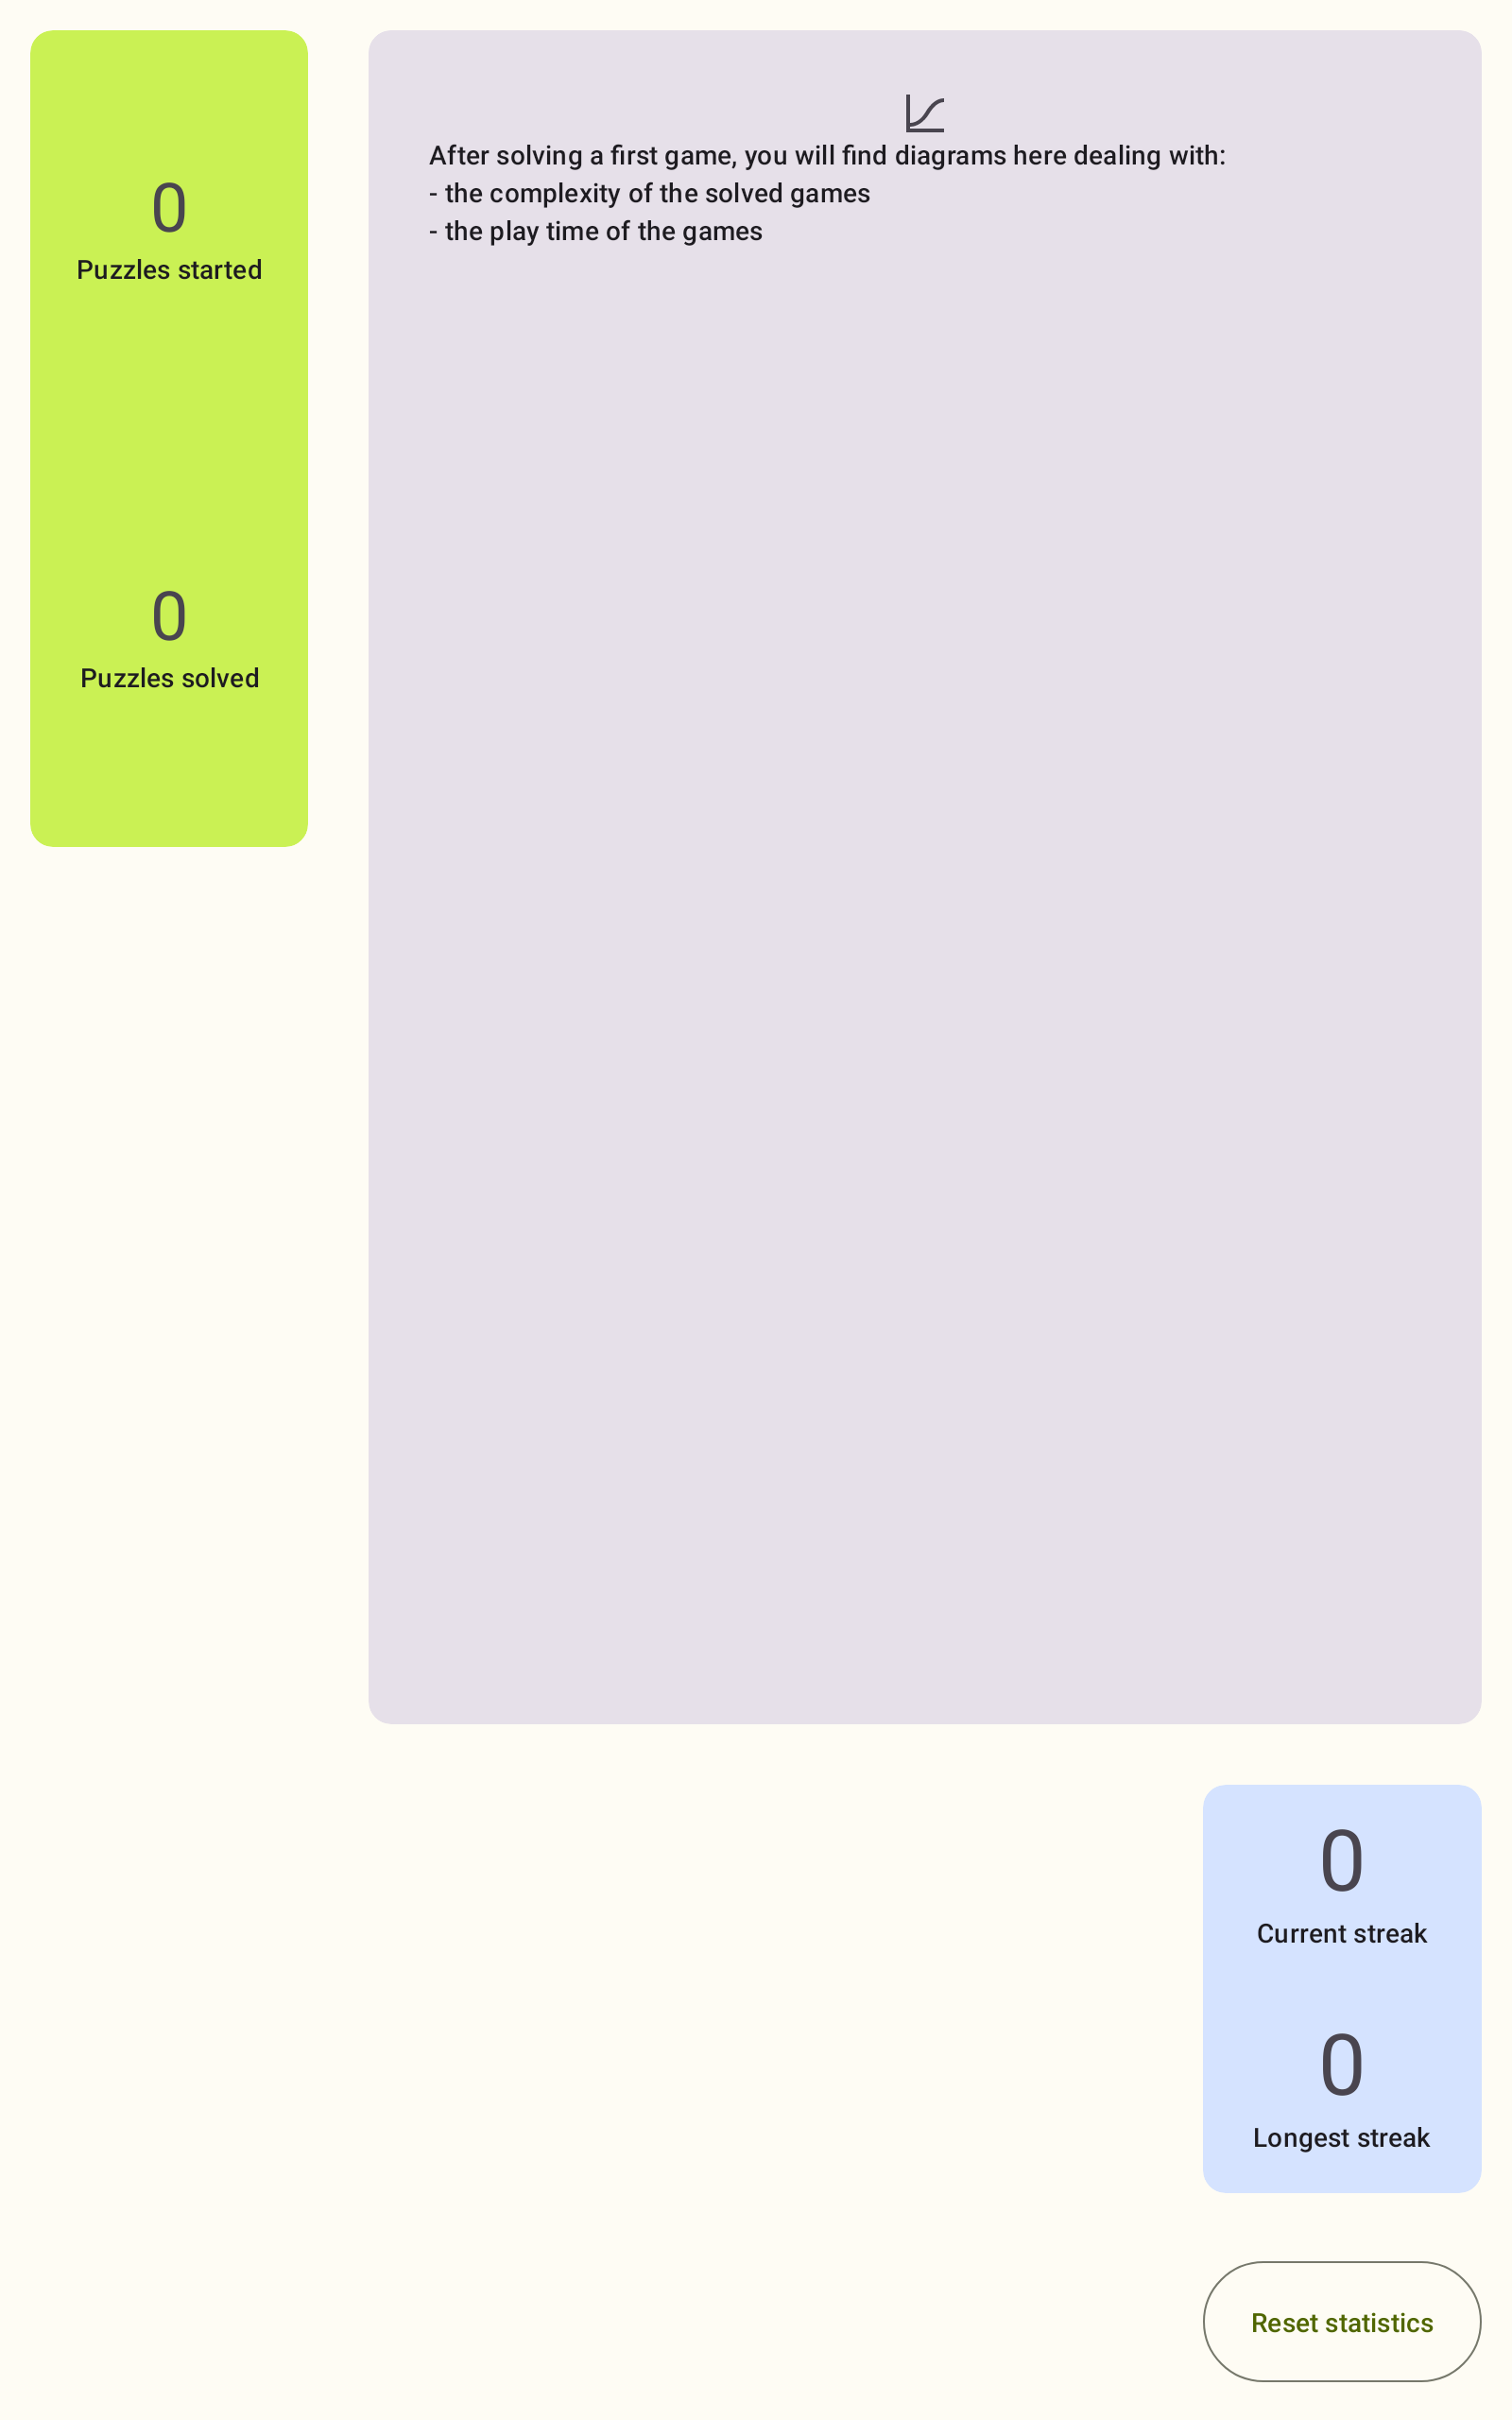 0
Puzzles started
0
Puzzles solved
After solving a first game, you will find diagrams here dealing with:
- the complexity of the solved games
- the play time of the games
0
Current streak
0
Longest streak
Reset statistics